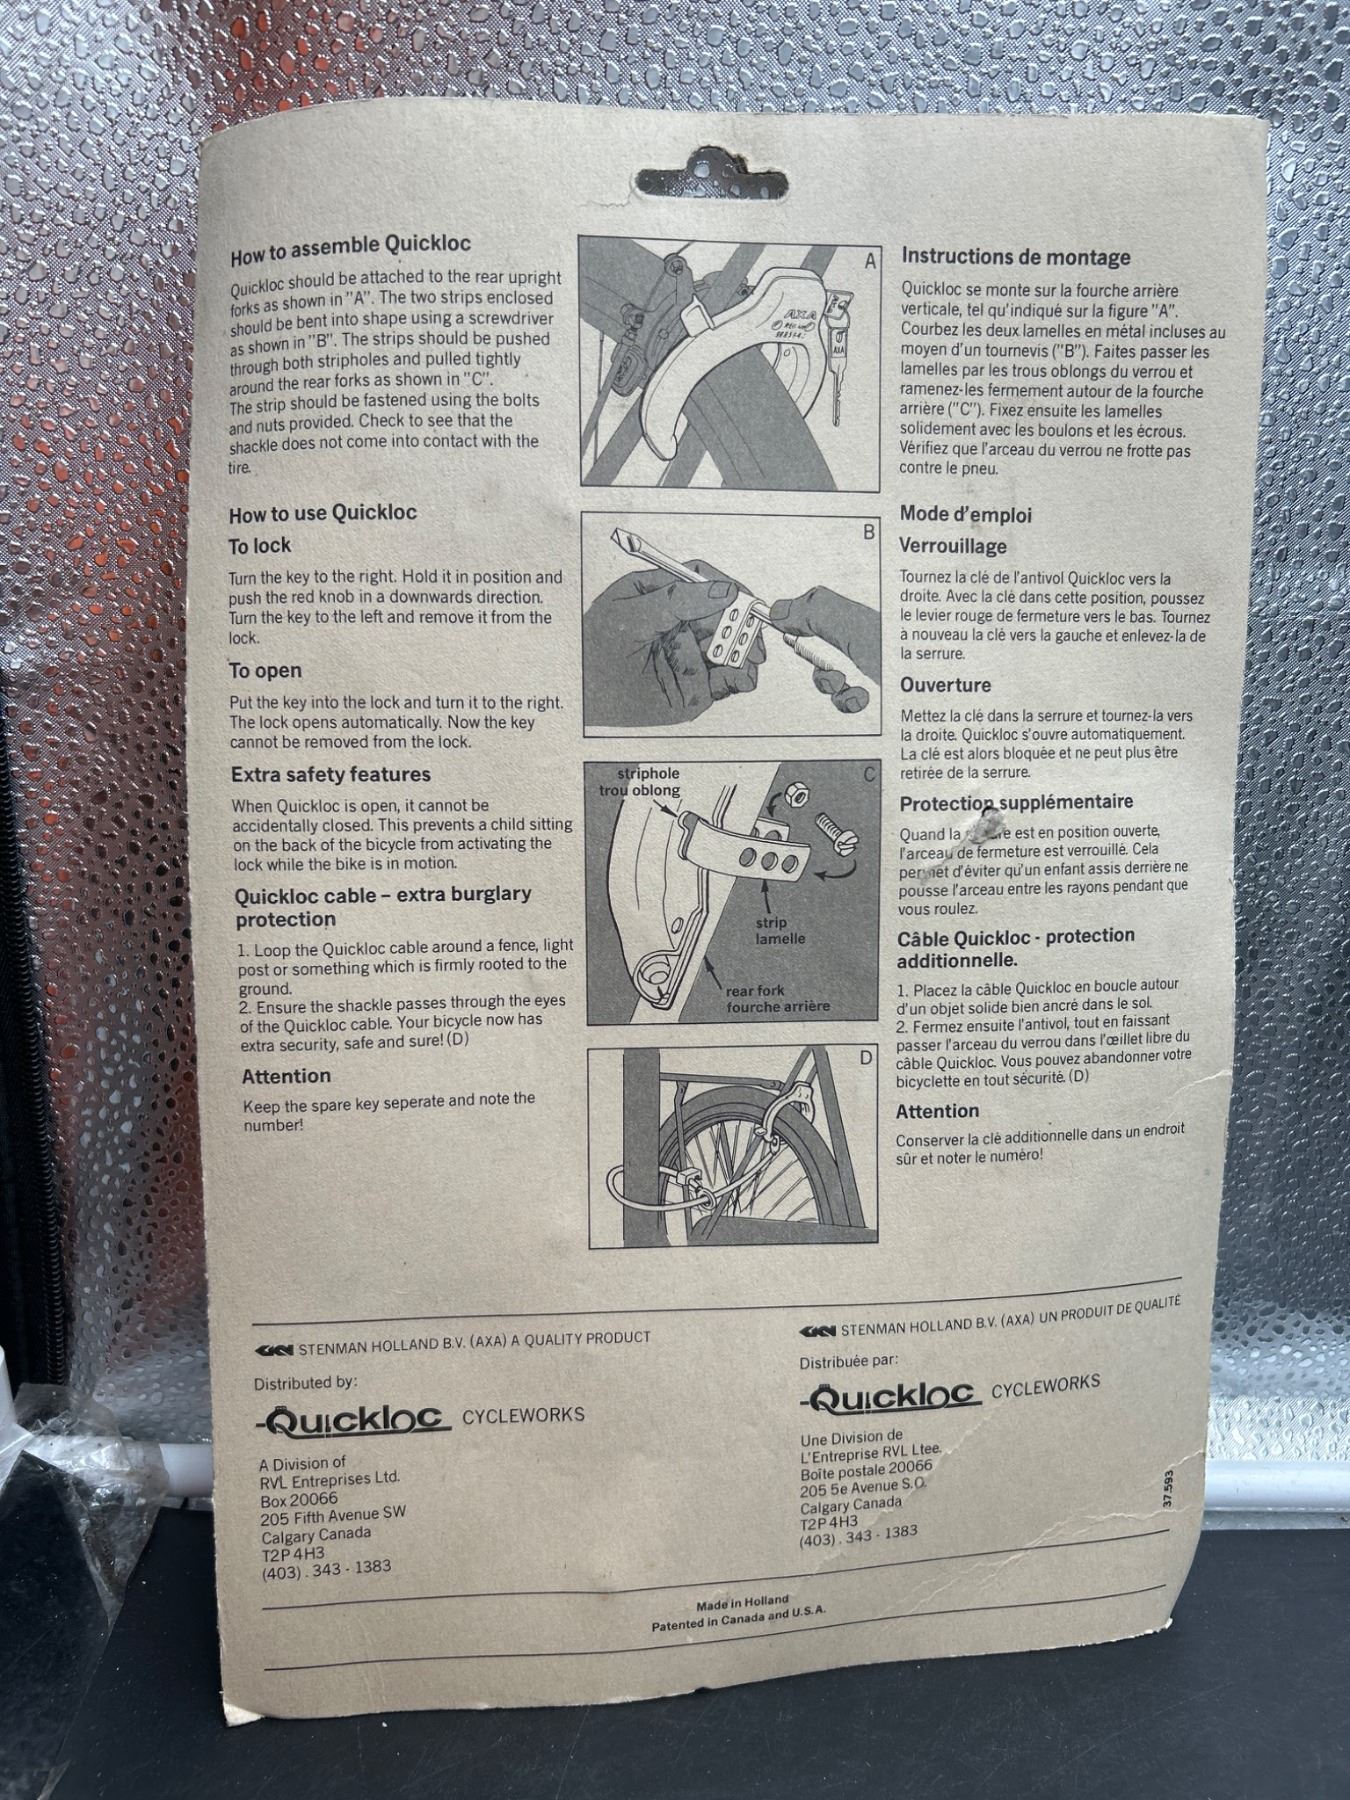 How to assemble Quickloc
Quickloc should be attached to the rear upright
forks as shown in "A". The two strips enclosed
should be bent into shape using a screwdriver
as shown in "B". The strips should be pushed
through both stripholes and pulled tightly
around the rear forks as shown in "C".
The strip should be fastened using the bolts
and nuts provided. Check to see that the
shackle does not come into contact with the
tire.
How to use Quickloc
To lock
Turn the key to the right. Hold it in position and
push the red knob in a downwards direction.
Turn the key to the left and remove it from the
lock.
To open
Put the key into the lock and turn it to the right.
The lock opens automatically. Now the key
cannot be removed from the lock.
Extra safety features
When Quickloc is open, it cannot be
accidentally closed. This prevents a child sitting
on the back of the bicycle from activating the
lock while the bike is in motion.
Quickloc cable – extra burglary
protection
1. Loop the Quickloc cable around a fence, light
post or something which is firmly rooted to the
ground.
2. Ensure the shackle passes through the eyes
of the Quickloc cable. Your bicycle now has
extra security, safe and sure! (D)
Attention
Keep the spare key seperate and note the
number!
A
AXA
AXA
B
C
striphole
trou oblong
strip
lamelle
rear fork
fourche arrière
D
Instructions de montage
Quickloc se monte sur la fourche arrière
verticale, tel qu'indiqué sur la figure "A".
Courbez les deux lamelles en métal incluses au
moyen d'un tournevis ("B"). Faites passer les
lamelles par les trous oblongs du verrou et
ramenez-les fermement autour de la fourche
arrière ("C"). Fixez ensuite les lamelles
solidement avec les boulons et les écrous.
Vérifiez que l'arceau du verrou ne frotte pas
contre le pneu.
Mode d'emploi
Verrouillage
Tournez la clé de l'antivol Quickloc vers la
droite. Avec la clé dans cette position, poussez
le levier rouge de fermeture vers le bas. Tournez
à nouveau la clé vers la gauche et enlevez-la de
la serrure.
Ouverture
Mettez la clé dans la serrure et tournez-la vers
la droite. Quickloc s'ouvre automatiquement.
La clé est alors bloquée et ne peut plus être
retirée de la serrure.
Protection supplémentaire
Quand la est en position ouverte,
l'arceau de fermeture est verrouillé. Cela
permet d'éviter qu'un enfant assis derrière ne
pousse l'arceau entre les rayons pendant que
vous roulez.
Câble Quickloc - protection
additionnelle.
1. Placez la câble Quickloc en boucle autour
d'un objet solide bien ancré dans le sol.
2. Fermez ensuite l'antivol, tout en faissant
passer l'arceau du verrou dans l'œillet libre du
câble Quickloc. Vous pouvez abandonner votre
bicyclette en tout sécurité. (D)
Attention
Conserver la clé additionnelle dans un endroit
sûr et noter le numéro!
GKN STENMAN HOLLAND B.V. (AXA) A QUALITY PRODUCT
Distributed by:
Quickloc CYCLEWORKS
A Division of
RVL Entreprises Ltd.
Box 20066
205 Fifth Avenue SW
Calgary Canada
T2P 4H3
(403) . 343 - 1383
GKN STENMAN HOLLAND B.V. (AXA) UN PRODUIT DE QUALITÉ
Distribuée par:
Quickloc CYCLEWORKS
Une Division de
L'Entreprise RVL Ltee.
Boîte postale 20066
205 5e Avenue S.O.
Calgary Canada
T2P 4H3
(403) . 343 - 1383
37.593
Made in Holland
Patented in Canada and U.S.A.